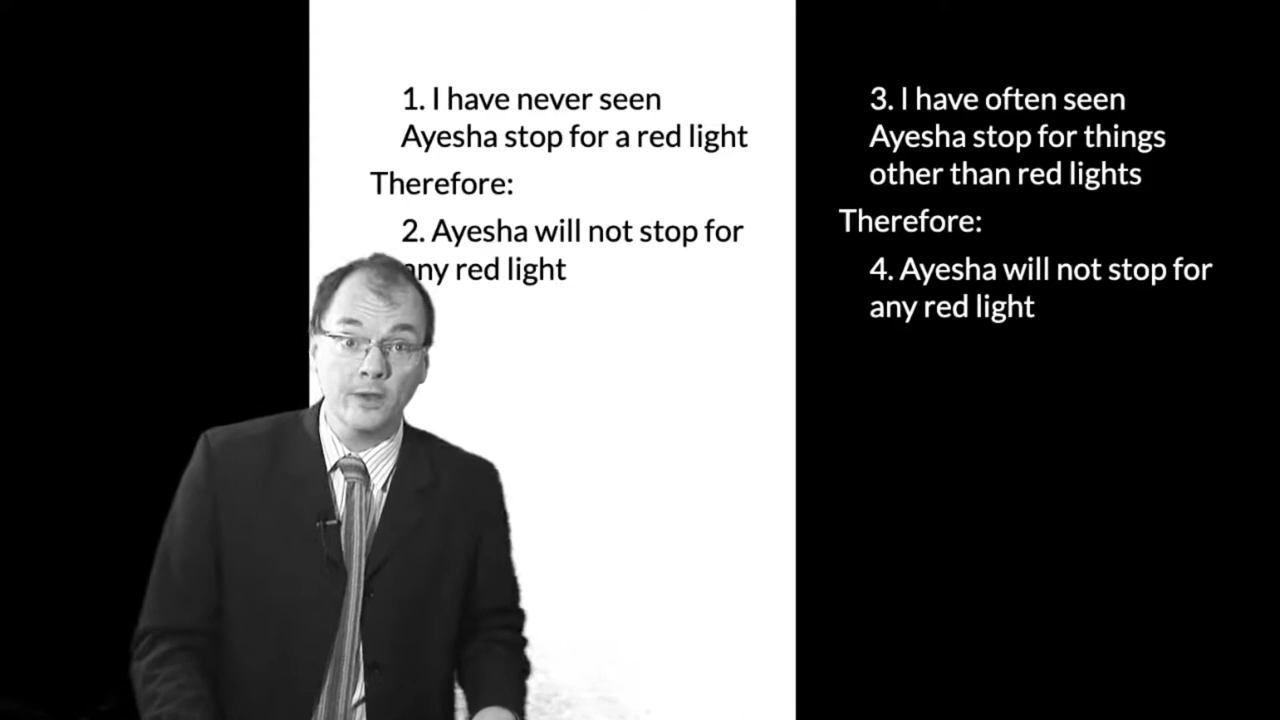 1. I have never seen
Ayesha stop for a red light
Therefore:
2. Ayesha will not stop for
any red light
3. I have often seen
Ayesha stop for things
other than red lights
Therefore:
4. Ayesha will not stop for
any red light